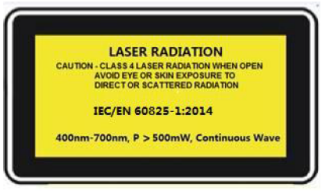 LASER RADIATION
CAUTION - CLASS 4 LASER RADIATION WHEN OPEN
AVOID EYE OR SKIN EXPOSURE TO
DIRECT OR SCATTERED RADIATION
IEC/EN 60825-1:2014
400nm-700nm, P > 500mW, Continuous Wave